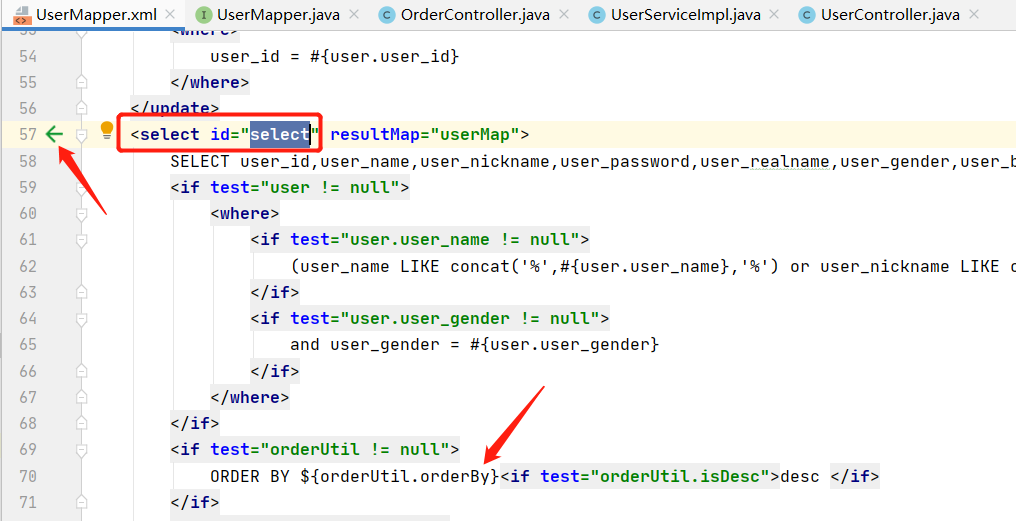 UserMapper.xml × UserMapper.java × OrderController.java × UserServiceImpl.java × UserController.java ×
53 <where>
54 user_id = #{user.user_id}
55 </where>
56 </update>
57 <select id="select" resultMap="userMap">
58 SELECT user_id,user_name,user_nickname,user_password,user_realname,user_gender,user_b
59 <if test="user != null">
60 <where>
61 <if test="user.user_name != null">
62 (user_name LIKE concat('%',#{user.user_name},'%') or user_nickname LIKE c
63 </if>
64 <if test="user.user_gender != null">
65 and user_gender = #{user.user_gender}
66 </if>
67 </where>
68 </if>
69 <if test="orderUtil != null">
70 ORDER BY ${orderUtil.orderBy}<if test="orderUtil.isDesc">desc </if>
71 </if>